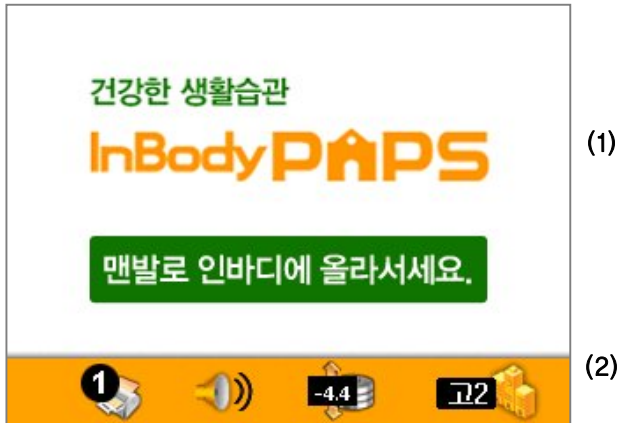 건강한 생활습관
InBody PAPS
(1)
맨발로 인바디에 올라서세요.
(2)
1
-4.4
고2